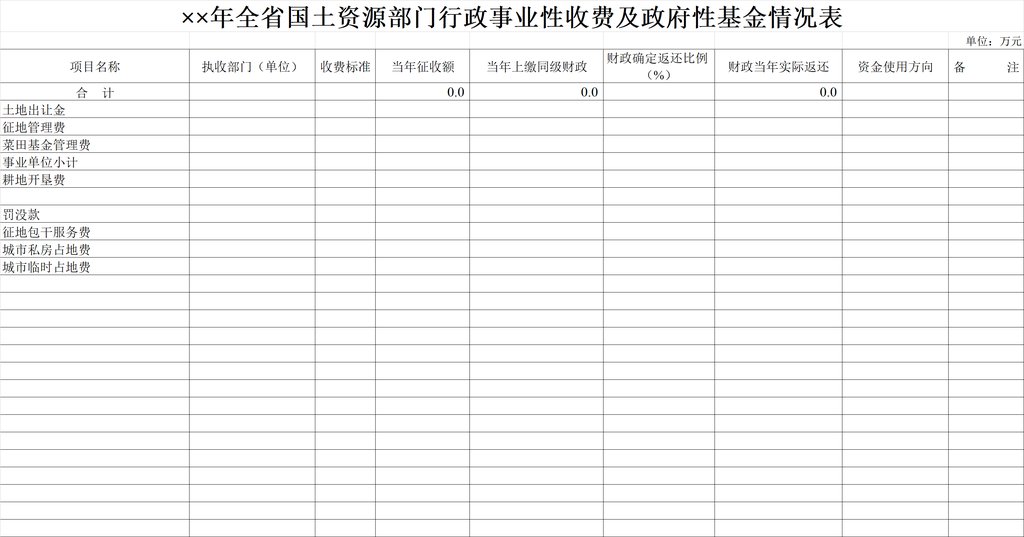 ××年全省国土资源部门行政事业性收费及政府性基金情况表
单位：万元
项目名称 执收部门（单位） 收费标准 当年征收额 当年上缴同级财政 财政确定返还比例（%） 财政当年实际返还 资金使用方向 备 注
合 计 0.0 0.0 0.0
土地出让金
征地管理费
菜田基金管理费
事业单位小计
耕地开垦费
罚没款
征地包干服务费
城市私房占地费
城市临时占地费